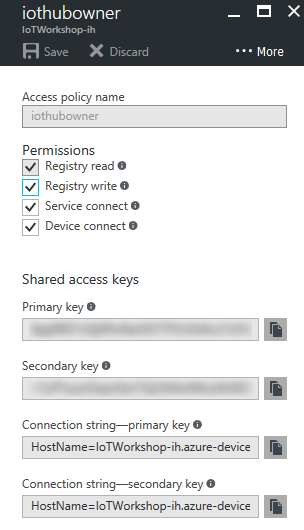 iothubowner
IoTWorkshop-ih
Save Discard More
Access policy name
iothubowner
Permissions
Registry read
Registry write
Service connect
Device connect
Shared access keys
Primary key
Secondary key
Connection string—primary key
HostName=IoTWorkshop-ih.azure-device
Connection string—secondary key
HostName=IoTWorkshop-ih.azure-device